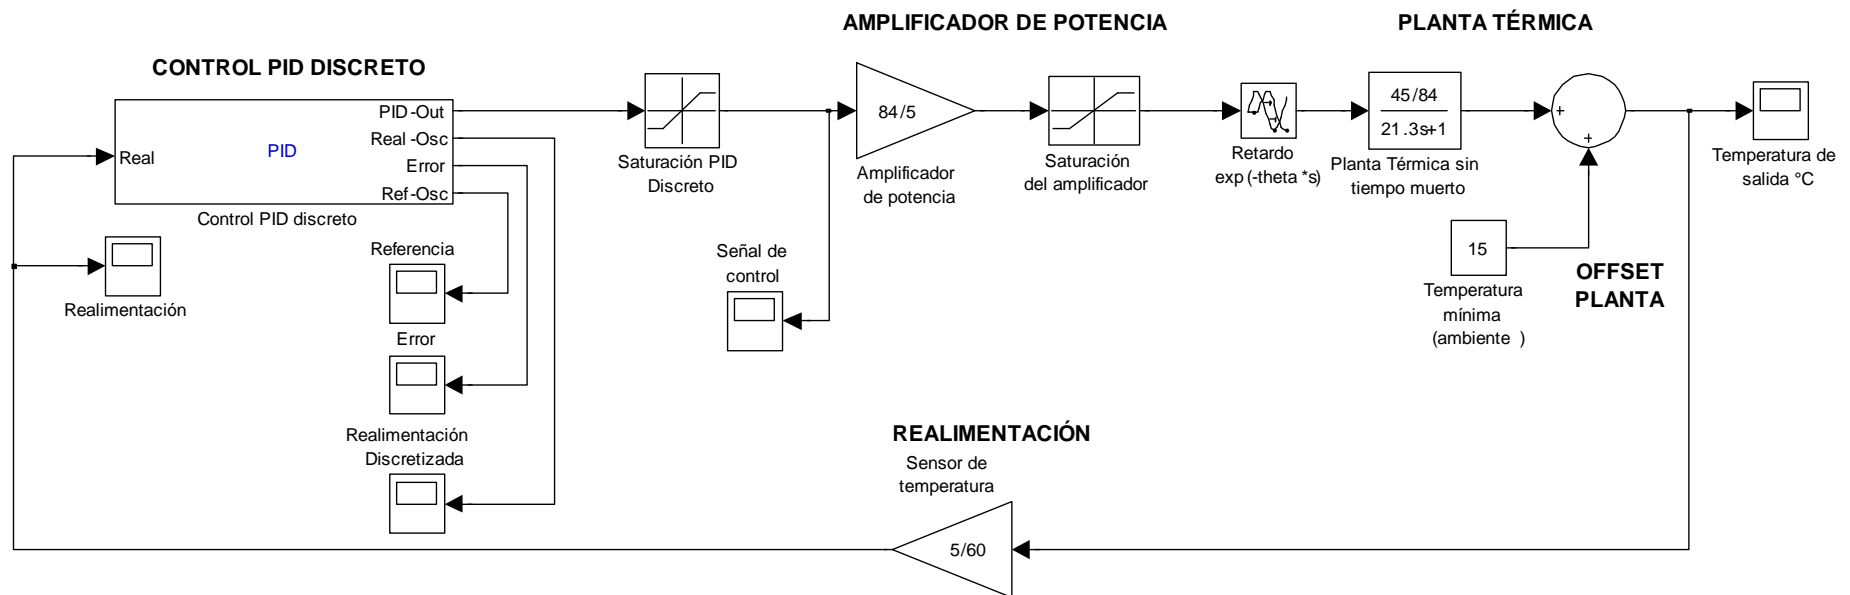 AMPLIFICADOR DE POTENCIA
PLANTA TÉRMICA
CONTROL PID DISCRETO
Real
PID
PID-Out
Real-Osc
Error
Ref-Osc
Control PID discreto
Saturación PID
Discreto
84/5
Amplificador
de potencia
Saturación
del amplificador
Retardo
exp (-theta *s)
45/84
21.3s+1
Planta Térmica sin
tiempo muerto
+
+
Temperatura de
salida °C
Realimentación
Referencia
Error
Realimentación
Discretizada
Señal de
control
15
Temperatura
mínima
(ambiente )
OFFSET
PLANTA
REALIMENTACIÓN
Sensor de
temperatura
5/60